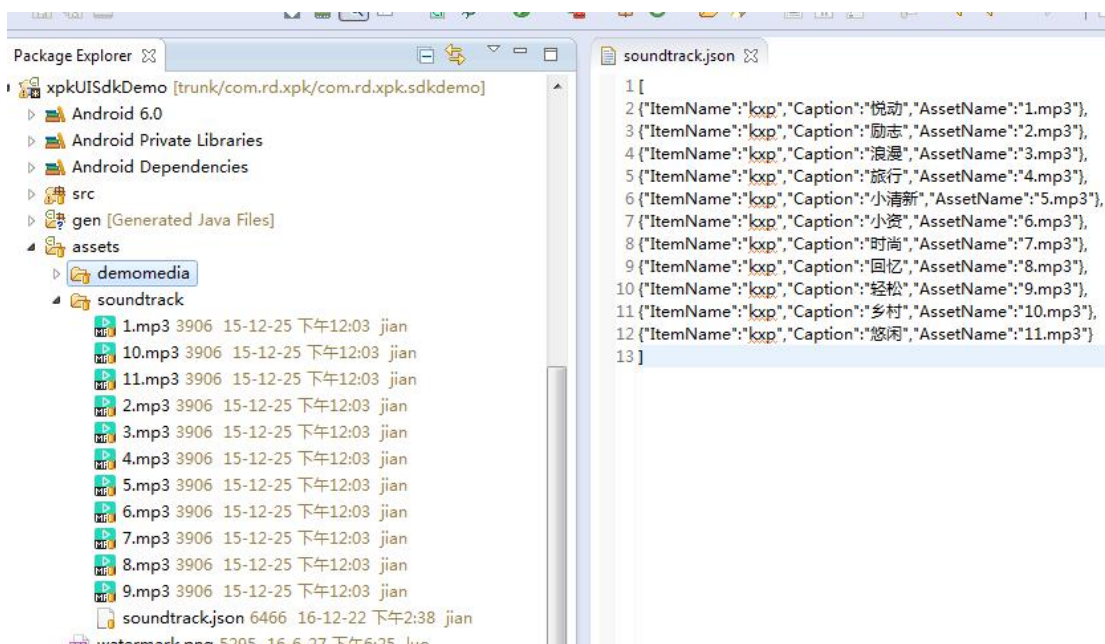 Package Explorer
xpkUISdkDemo [trunk/com.rd.xpk/com.rd.xpk.sdkdemo]
Android 6.0
Android Private Libraries
Android Dependencies
src
gen [Generated Java Files]
assets
demomedia
soundtrack
1.mp3 3906 15-12-25 下午12:03 jian
10.mp3 3906 15-12-25 下午12:03 jian
11.mp3 3906 15-12-25 下午12:03 jian
2.mp3 3906 15-12-25 下午12:03 jian
3.mp3 3906 15-12-25 下午12:03 jian
4.mp3 3906 15-12-25 下午12:03 jian
5.mp3 3906 15-12-25 下午12:03 jian
6.mp3 3906 15-12-25 下午12:03 jian
7.mp3 3906 15-12-25 下午12:03 jian
8.mp3 3906 15-12-25 下午12:03 jian
9.mp3 3906 15-12-25 下午12:03 jian
soundtrack.json 6466 16-12-22 下午2:38 jian
watermark.png 5295 16-6-27 下午6:25 luo
soundtrack.json
1 [
2 {"ItemName":"kxp","Caption":"悦动","AssetName":"1.mp3"},
3 {"ItemName":"kxp","Caption":"励志","AssetName":"2.mp3"},
4 {"ItemName":"kxp","Caption":"浪漫","AssetName":"3.mp3"},
5 {"ItemName":"kxp","Caption":"旅行","AssetName":"4.mp3"},
6 {"ItemName":"kxp","Caption":"小清新","AssetName":"5.mp3"},
7 {"ItemName":"kxp","Caption":"小资","AssetName":"6.mp3"},
8 {"ItemName":"kxp","Caption":"时尚","AssetName":"7.mp3"},
9 {"ItemName":"kxp","Caption":"回忆","AssetName":"8.mp3"},
10 {"ItemName":"kxp","Caption":"轻松","AssetName":"9.mp3"},
11 {"ItemName":"kxp","Caption":"乡村","AssetName":"10.mp3"},
12 {"ItemName":"kxp","Caption":"悠闲","AssetName":"11.mp3"}
13 ]